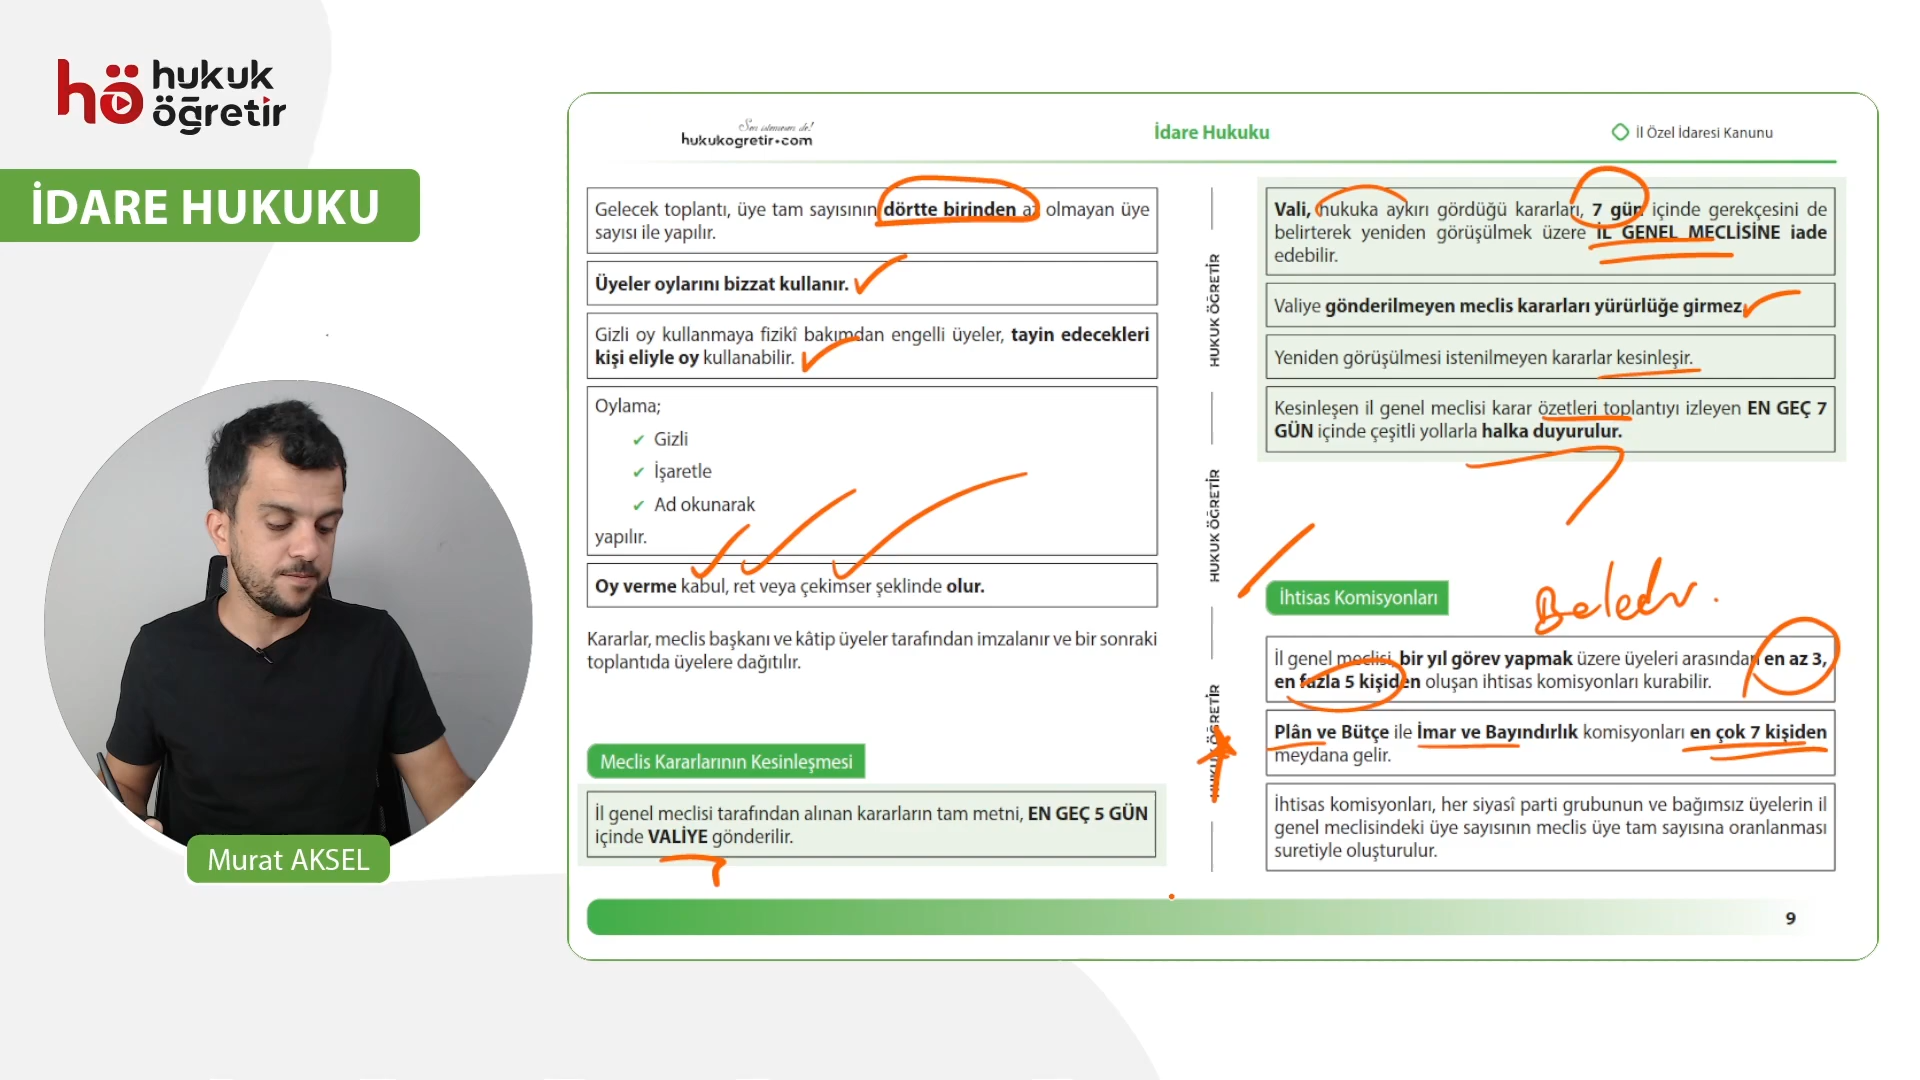 hö hukuk
öğretir
İDARE HUKUKU
Murat AKSEL
Sen istemesen de!
hukukogretir•com
İdare Hukuku
İl Özel İdaresi Kanunu
Gelecek toplantı, üye tam sayısının dörtte birinden az olmayan üye
sayısı ile yapılır.
Üyeler oylarını bizzat kullanır.
Gizli oy kullanmaya fizikî bakımdan engelli üyeler, tayin edecekleri
kişi eliyle oy kullanabilir.
Oylama;
✔ Gizli
✔ İşaretle
✔ Ad okunarak
yapılır.
Oy verme kabul, ret veya çekimser şeklinde olur.
Kararlar, meclis başkanı ve kâtip üyeler tarafından imzalanır ve bir sonraki
toplantıda üyelere dağıtılır.
Meclis Kararlarının Kesinleşmesi
İl genel meclisi tarafından alınan kararların tam metni, EN GEÇ 5 GÜN
içinde VALİYE gönderilir.
HUKUK ÖĞRETİR
HUKUK ÖĞRETİR
HUKUK ÖĞRETİR
Vali, hukuka aykırı gördüğü kararları, 7 gün içinde gerekçesini de
belirterek yeniden görüşülmek üzere İL GENEL MECLİSİNE iade
edebilir.
Valiye gönderilmeyen meclis kararları yürürlüğe girmez.
Yeniden görüşülmesi istenilmeyen kararlar kesinleşir.
Kesinleşen il genel meclisi karar özetleri toplantıyı izleyen EN GEÇ 7
GÜN içinde çeşitli yollarla halka duyurulur.
İhtisas Komisyonları
İl genel meclisi, bir yıl görev yapmak üzere üyeleri arasından en az 3,
en fazla 5 kişiden oluşan ihtisas komisyonları kurabilir.
Plân ve Bütçe ile İmar ve Bayındırlık komisyonları en çok 7 kişiden
meydana gelir.
İhtisas komisyonları, her siyasî parti grubunun ve bağımsız üyelerin il
genel meclisindeki üye sayısının meclis üye tam sayısına oranlanması
suretiyle oluşturulur.
9